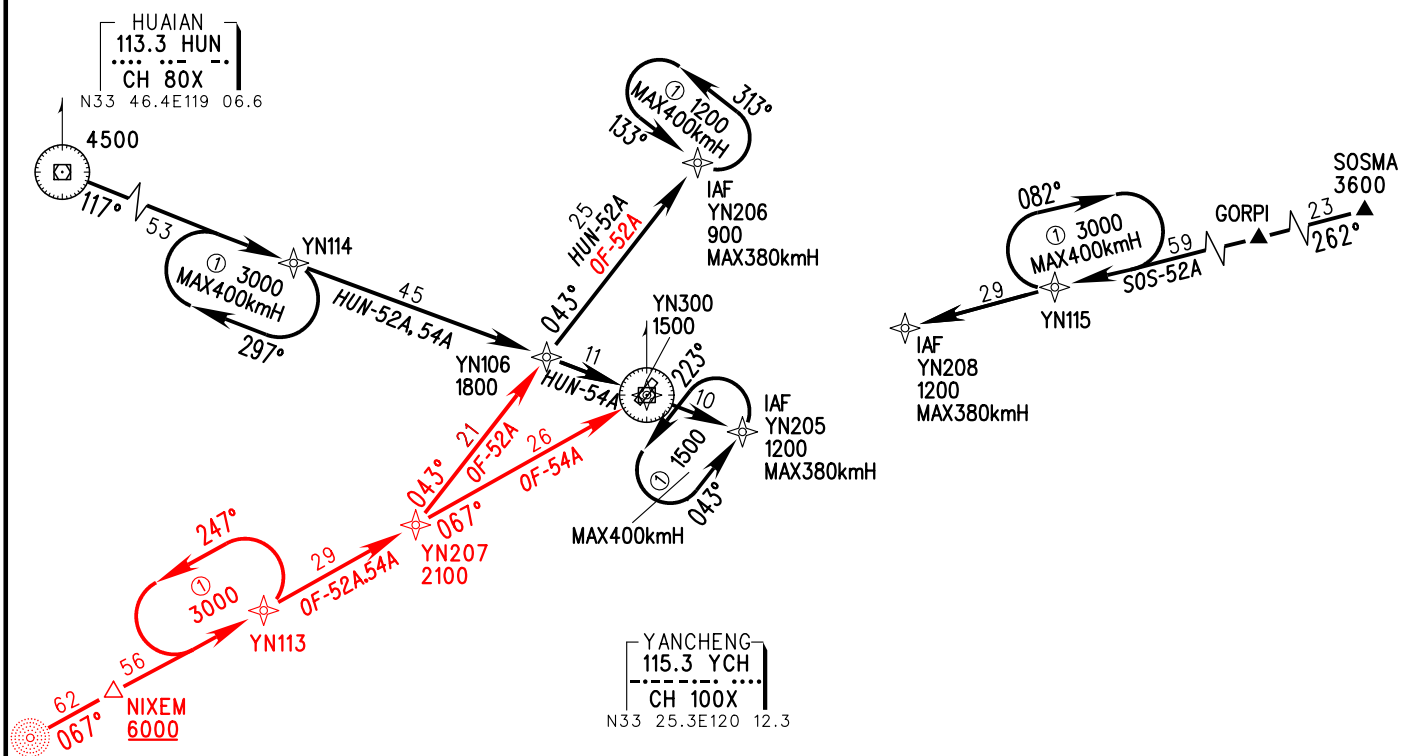 HUAIAN
113.3 HUN
.... ..- -.
CH 80X
N33 46.4E119 06.6
4500
117°
53
YN114
① 3000
MAX400kmH
297°
45
HUN-52A,54A
YN106
1800
043°
25
HUN-52A
0F-52A
① 1200
MAX400kmH
313°
133°
IAF
YN206
900
MAX380kmH
11
HUN-54A
YN300
1500
223°
10
① 1500
043°
MAX400kmH
IAF
YN205
1200
MAX380kmH
SOSMA
3600
23
262°
GORPI
59
SOS-52A
082°
① 3000
MAX400kmH
YN115
29
IAF
YN208
1200
MAX380kmH
043°
21
0F-52A
26
0F-54A
067°
YN207
2100
29
0F-52A,54A
247°
①
3000
YN113
56
62
067°
NIXEM
6000
YANCHENG
115.3 YCH
-.-- -.-. ....
CH 100X
N33 25.3E120 12.3